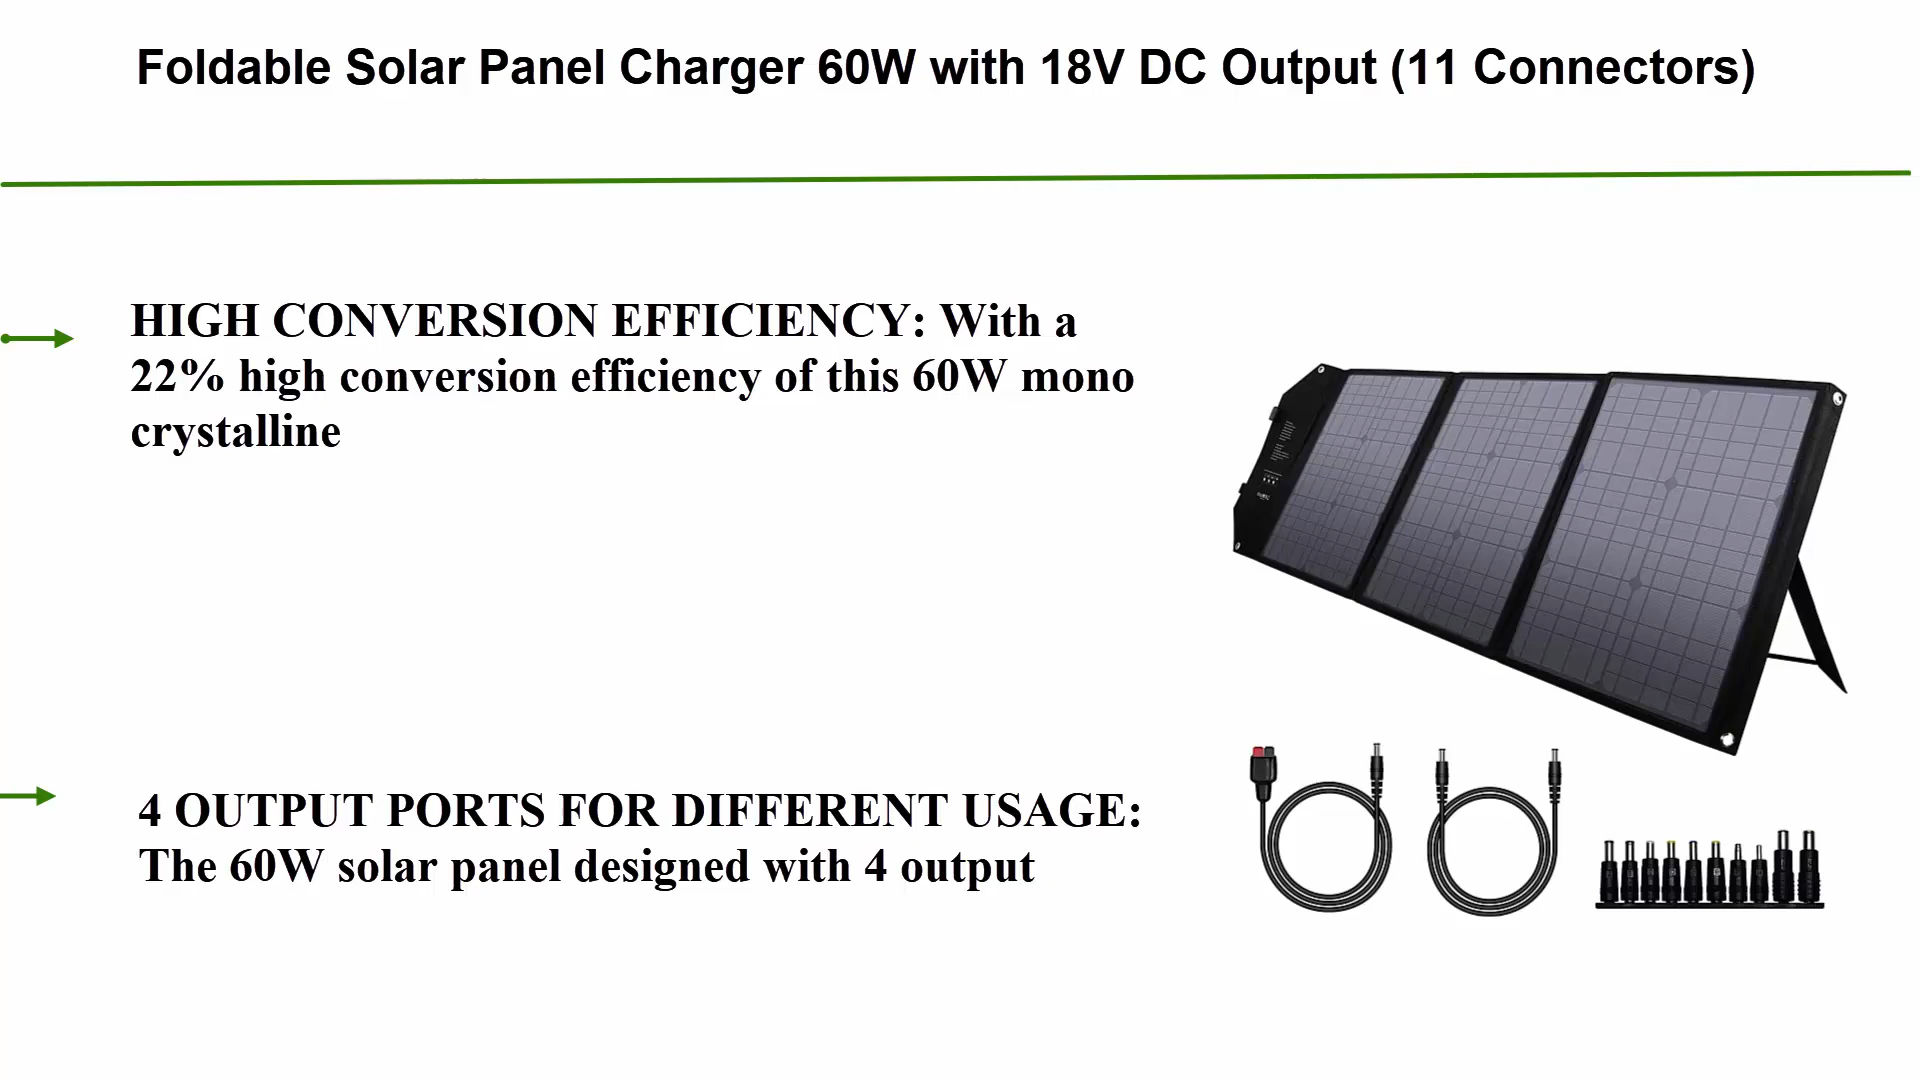 Foldable Solar Panel Charger 60W with 18V DC Output (11 Connectors)
HIGH CONVERSION EFFICIENCY: With a
22% high conversion efficiency of this 60W mono
crystalline
4 OUTPUT PORTS FOR DIFFERENT USAGE:
The 60W solar panel designed with 4 output